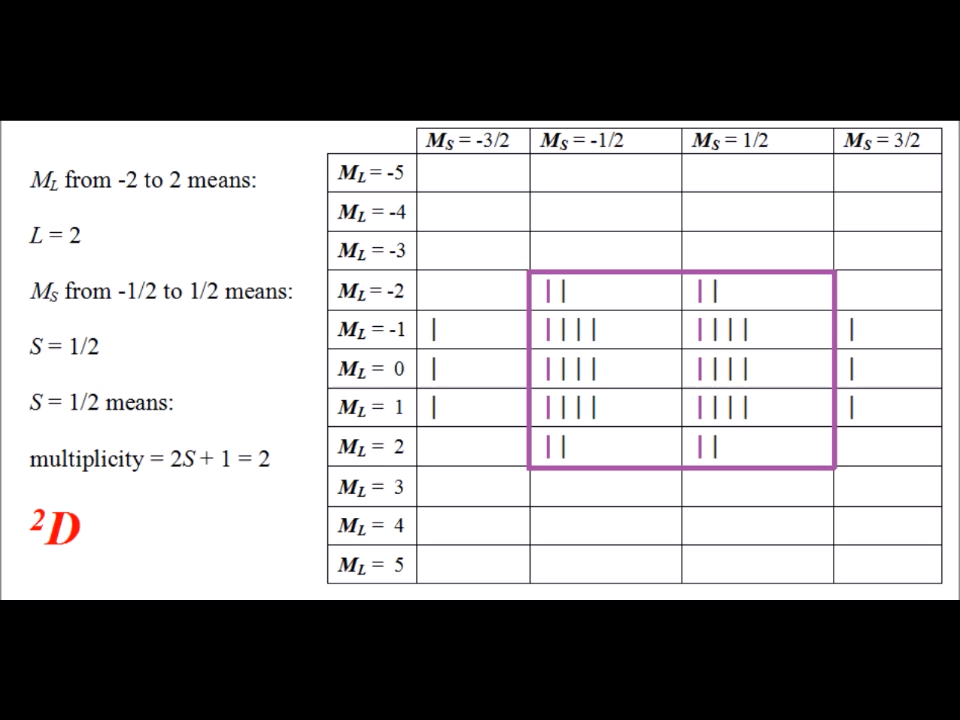 M_L from -2 to 2 means:
L = 2
M_S from -1/2 to 1/2 means:
S = 1/2
S = 1/2 means:
multiplicity = 2S + 1 = 2
²D
M_S = -3/2 M_S = -1/2 M_S = 1/2 M_S = 3/2
M_L = -5
M_L = -4
M_L = -3
M_L = -2 || ||
M_L = -1 | |||| |||| |
M_L = 0 | |||| |||| |
M_L = 1 | |||| |||| |
M_L = 2 || ||
M_L = 3
M_L = 4
M_L = 5